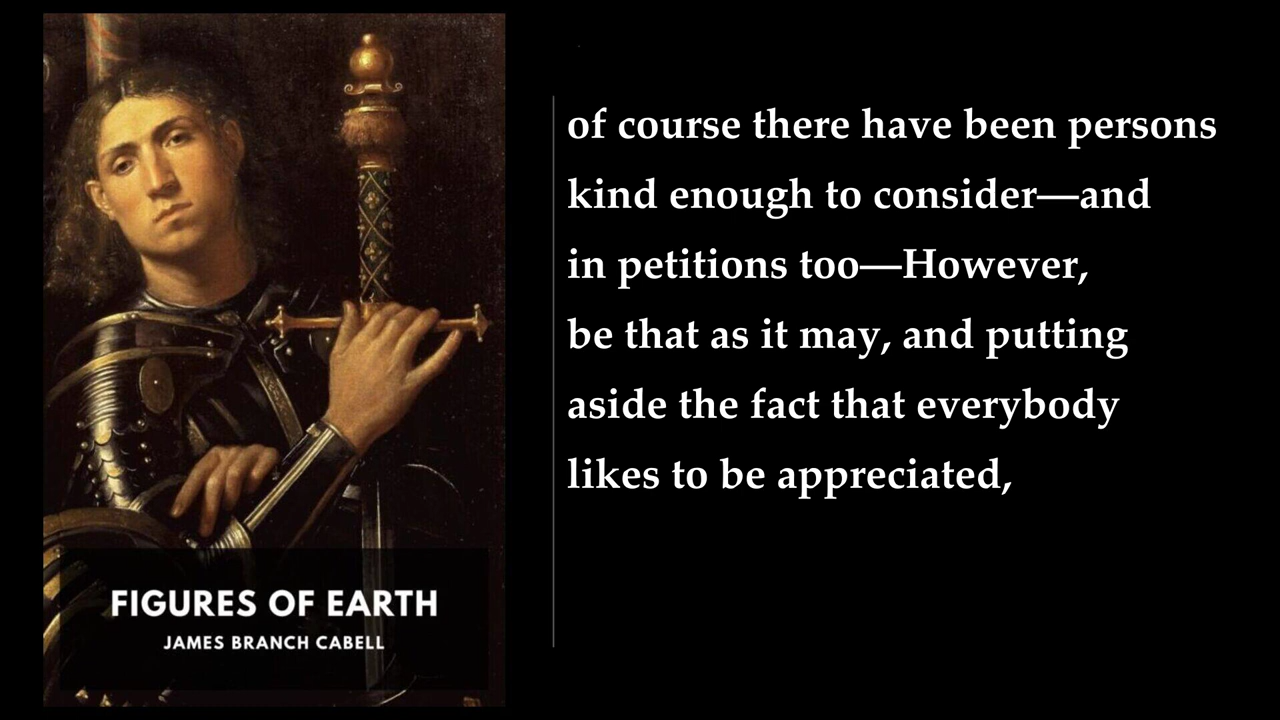 of course there have been persons
kind enough to consider—and
in petitions too—However,
be that as it may, and putting
aside the fact that everybody
likes to be appreciated,
FIGURES OF EARTH
JAMES BRANCH CABELL